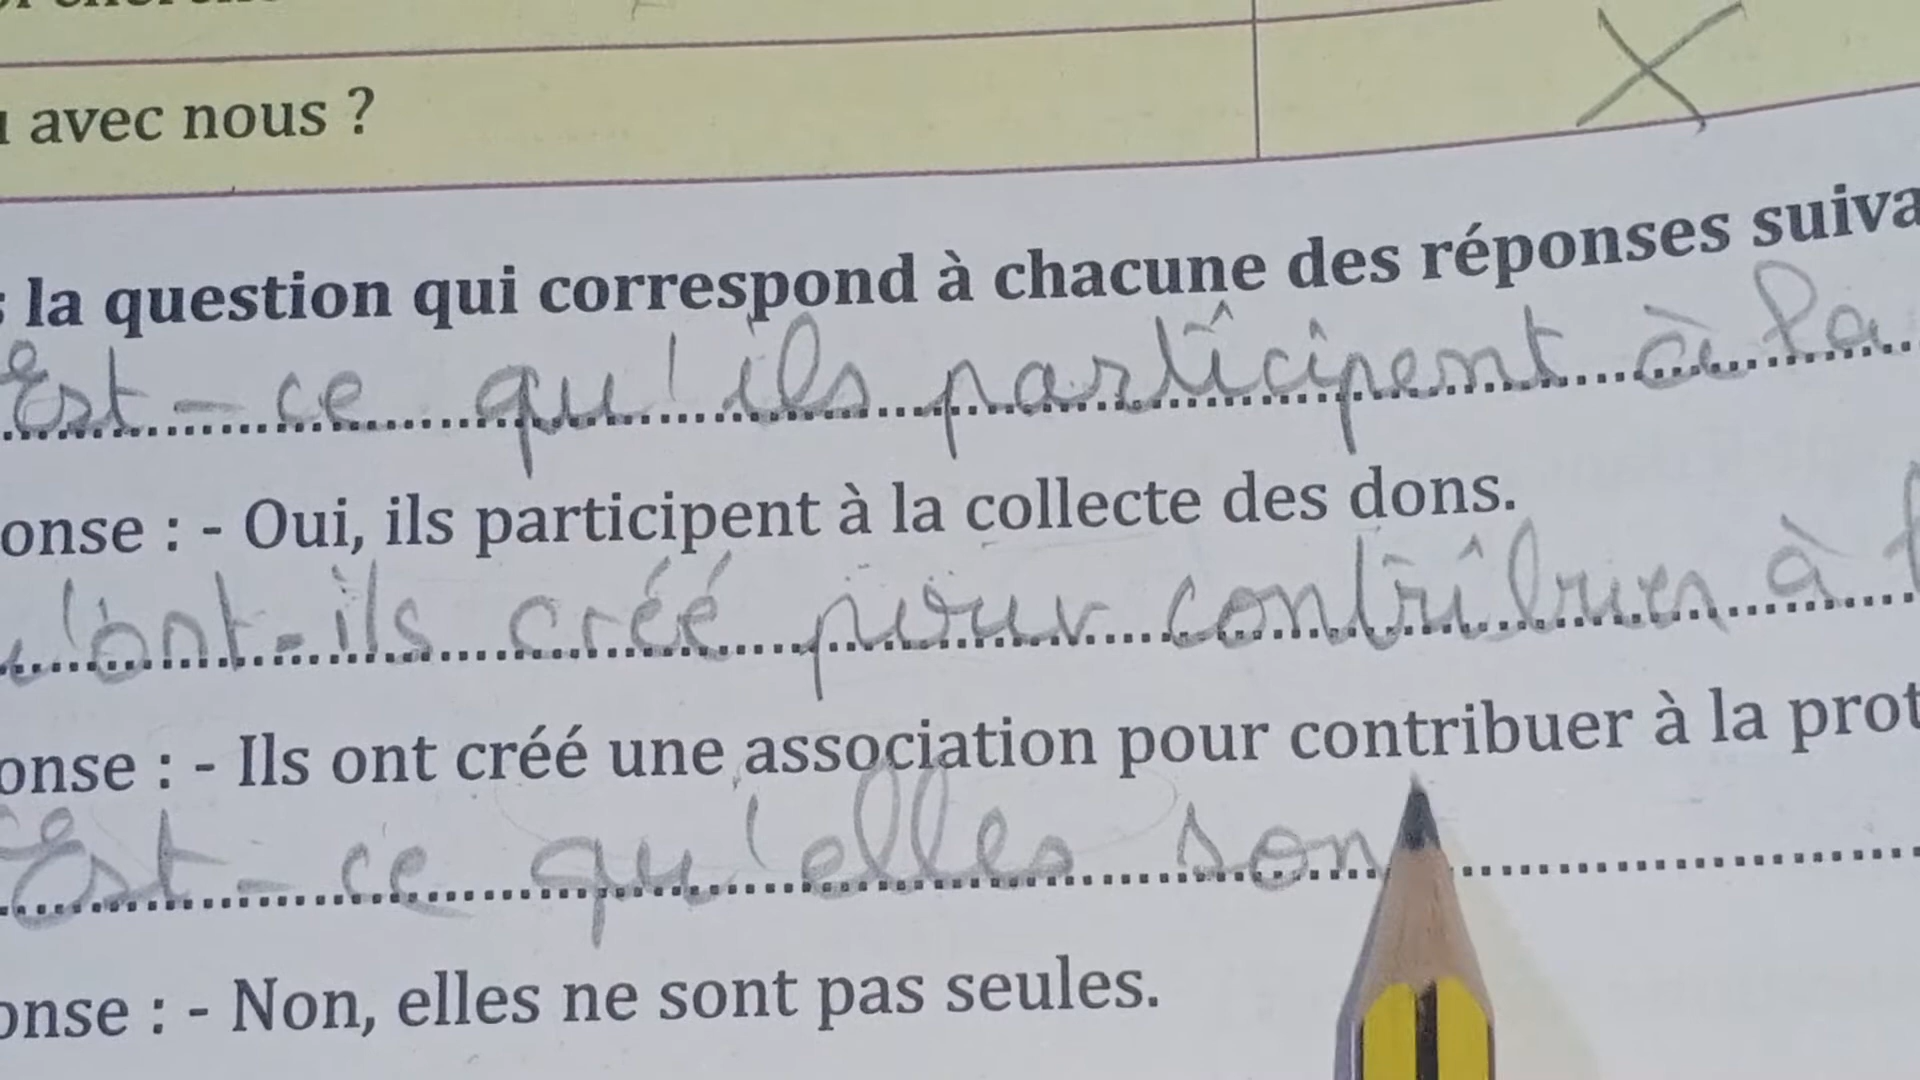 avec nous ?
la question qui correspond à chacune des réponses suiva
Est-ce qu'ils participent à la
onse : - Oui, ils participent à la collecte des dons.
'ont-ils créé pour contribuer à l
onse : - Ils ont créé une association pour contribuer à la prot
Est-ce qu'elles son
onse : - Non, elles ne sont pas seules.